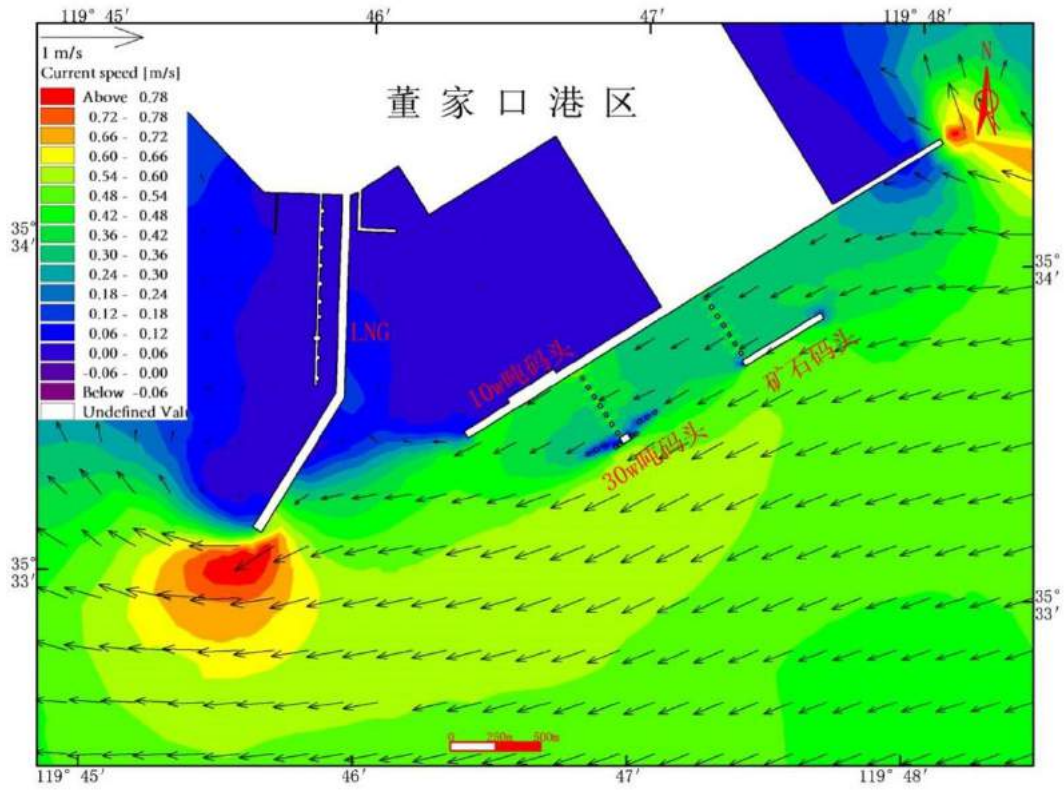 119° 45′ 46′ 47′ 119° 48′
1 m/s
Current speed [m/s]
Above 0.78
0.72 - 0.78
0.66 - 0.72
0.60 - 0.66
0.54 - 0.60
0.48 - 0.54
0.42 - 0.48
0.36 - 0.42
0.30 - 0.36
0.24 - 0.30
0.18 - 0.24
0.12 - 0.18
0.06 - 0.12
0.00 - 0.06
-0.06 - 0.00
Below -0.06
Undefined Valu
董家口港区
N
35°
34′
35°
34′
LNG
10w吨码头
矿石码头
30w吨码头
35°
33′
35°
33′
0 250m 500m
119° 45′ 46′ 47′ 119° 48′